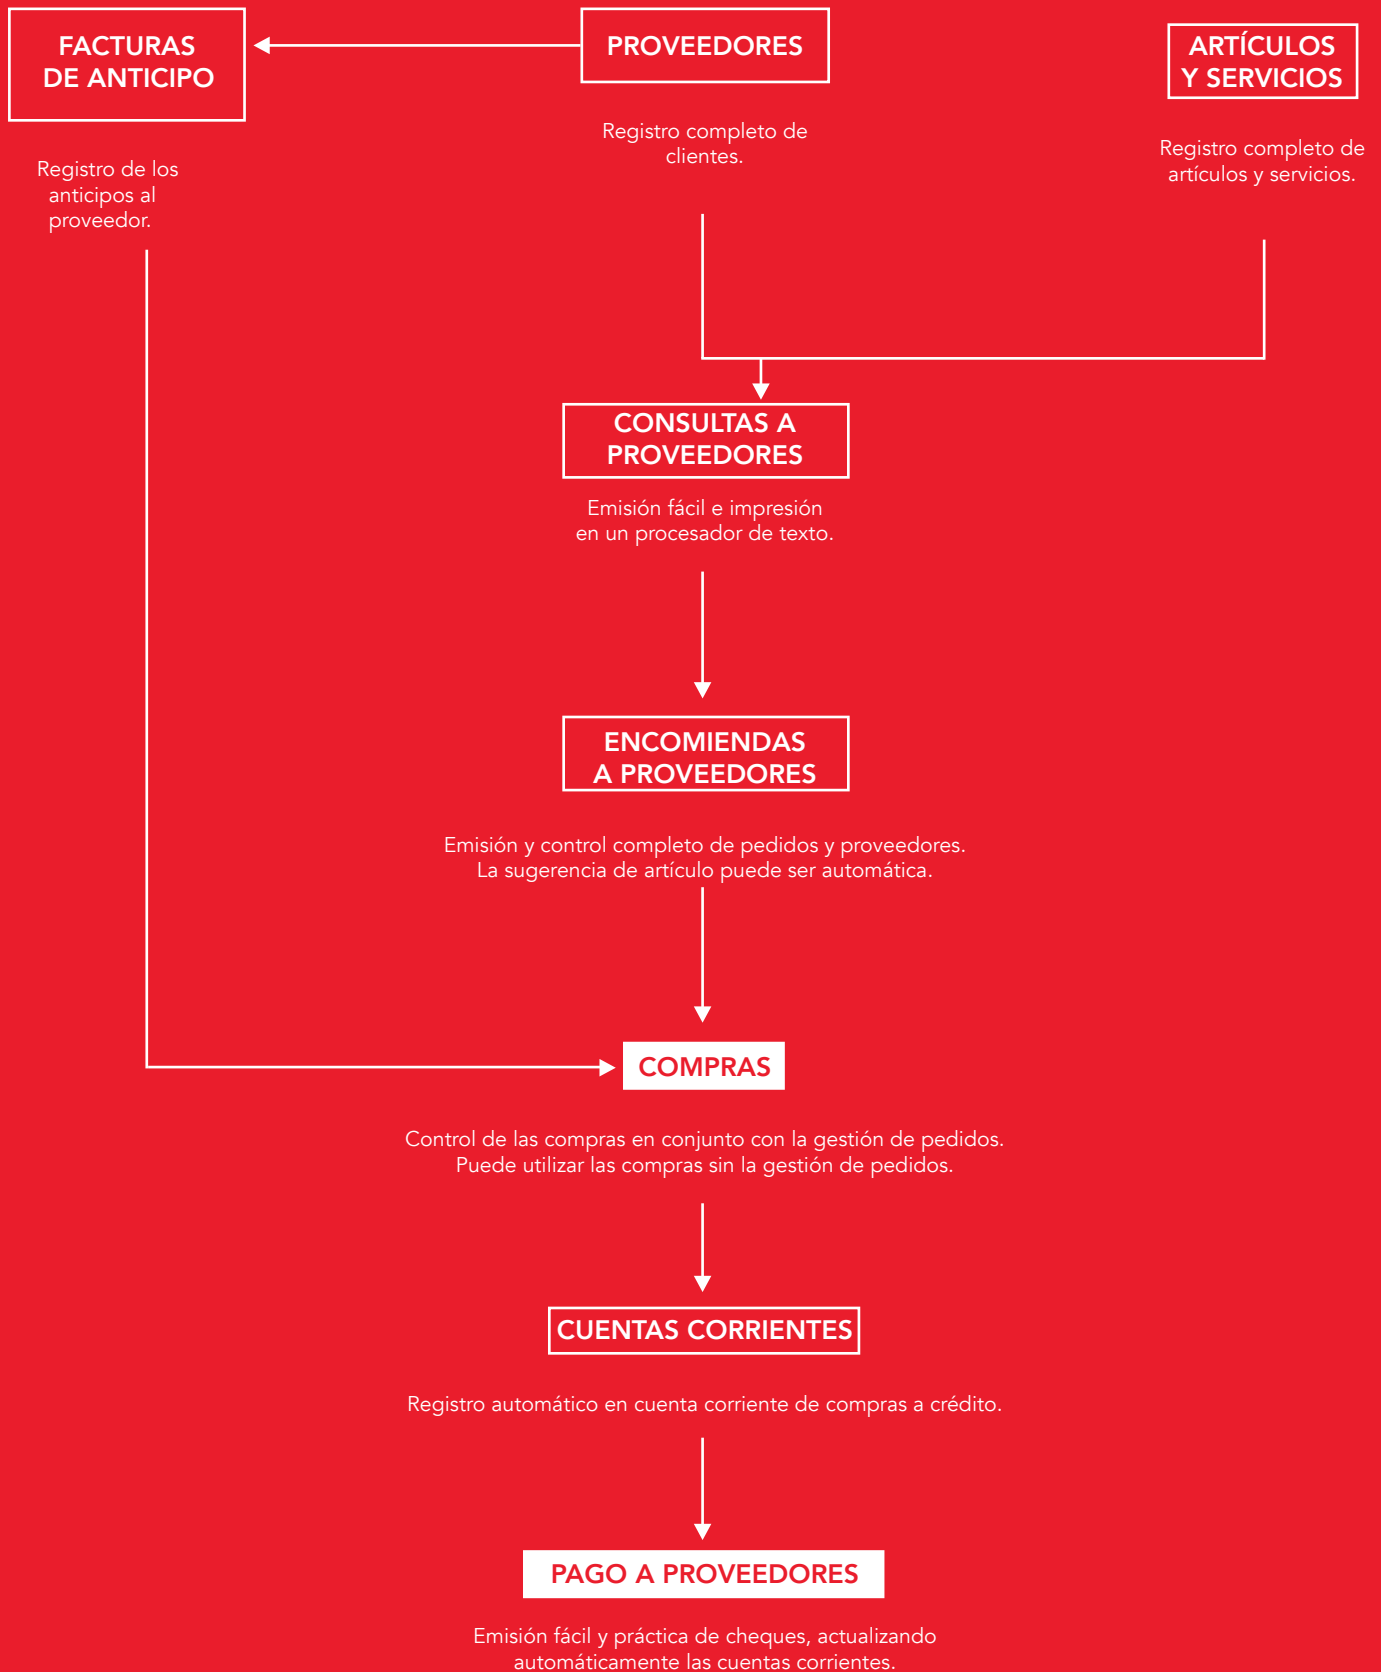 FACTURAS
DE ANTICIPO
Registro de los
anticipos al
proveedor.
PROVEEDORES
Registro completo de
clientes.
ARTÍCULOS
Y SERVICIOS
Registro completo de
artículos y servicios.
CONSULTAS A
PROVEEDORES
Emisión fácil e impresión
en un procesador de texto.
ENCOMIENDAS
A PROVEEDORES
Emisión y control completo de pedidos y proveedores.
La sugerencia de artículo puede ser automática.
COMPRAS
Control de las compras en conjunto con la gestión de pedidos.
Puede utilizar las compras sin la gestión de pedidos.
CUENTAS CORRIENTES
Registro automático en cuenta corriente de compras a crédito.
PAGO A PROVEEDORES
Emisión fácil y práctica de cheques, actualizando
automáticamente las cuentas corrientes.